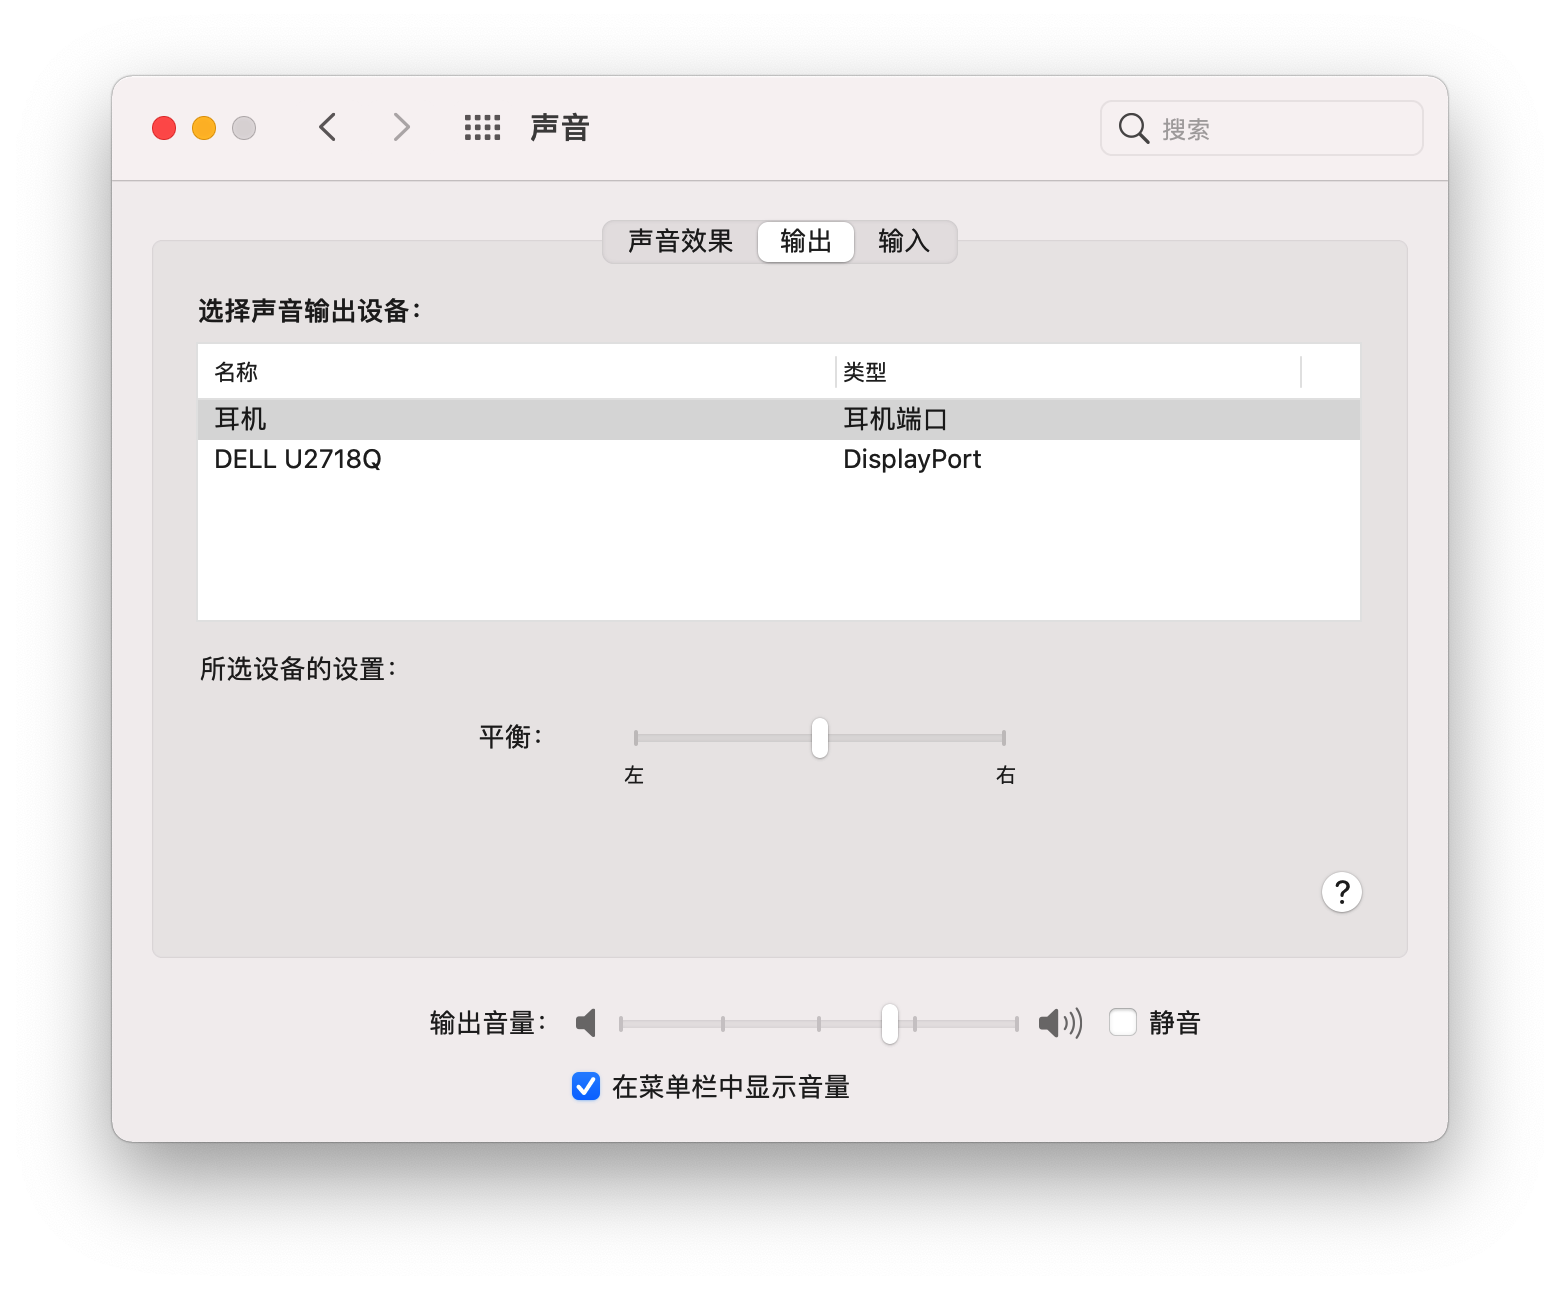 声音
搜索
声音效果 输出 输入
选择声音输出设备：
名称 类型
耳机 耳机端口
DELL U2718Q DisplayPort
所选设备的设置：
平衡：
左 右
?
输出音量： 静音
在菜单栏中显示音量